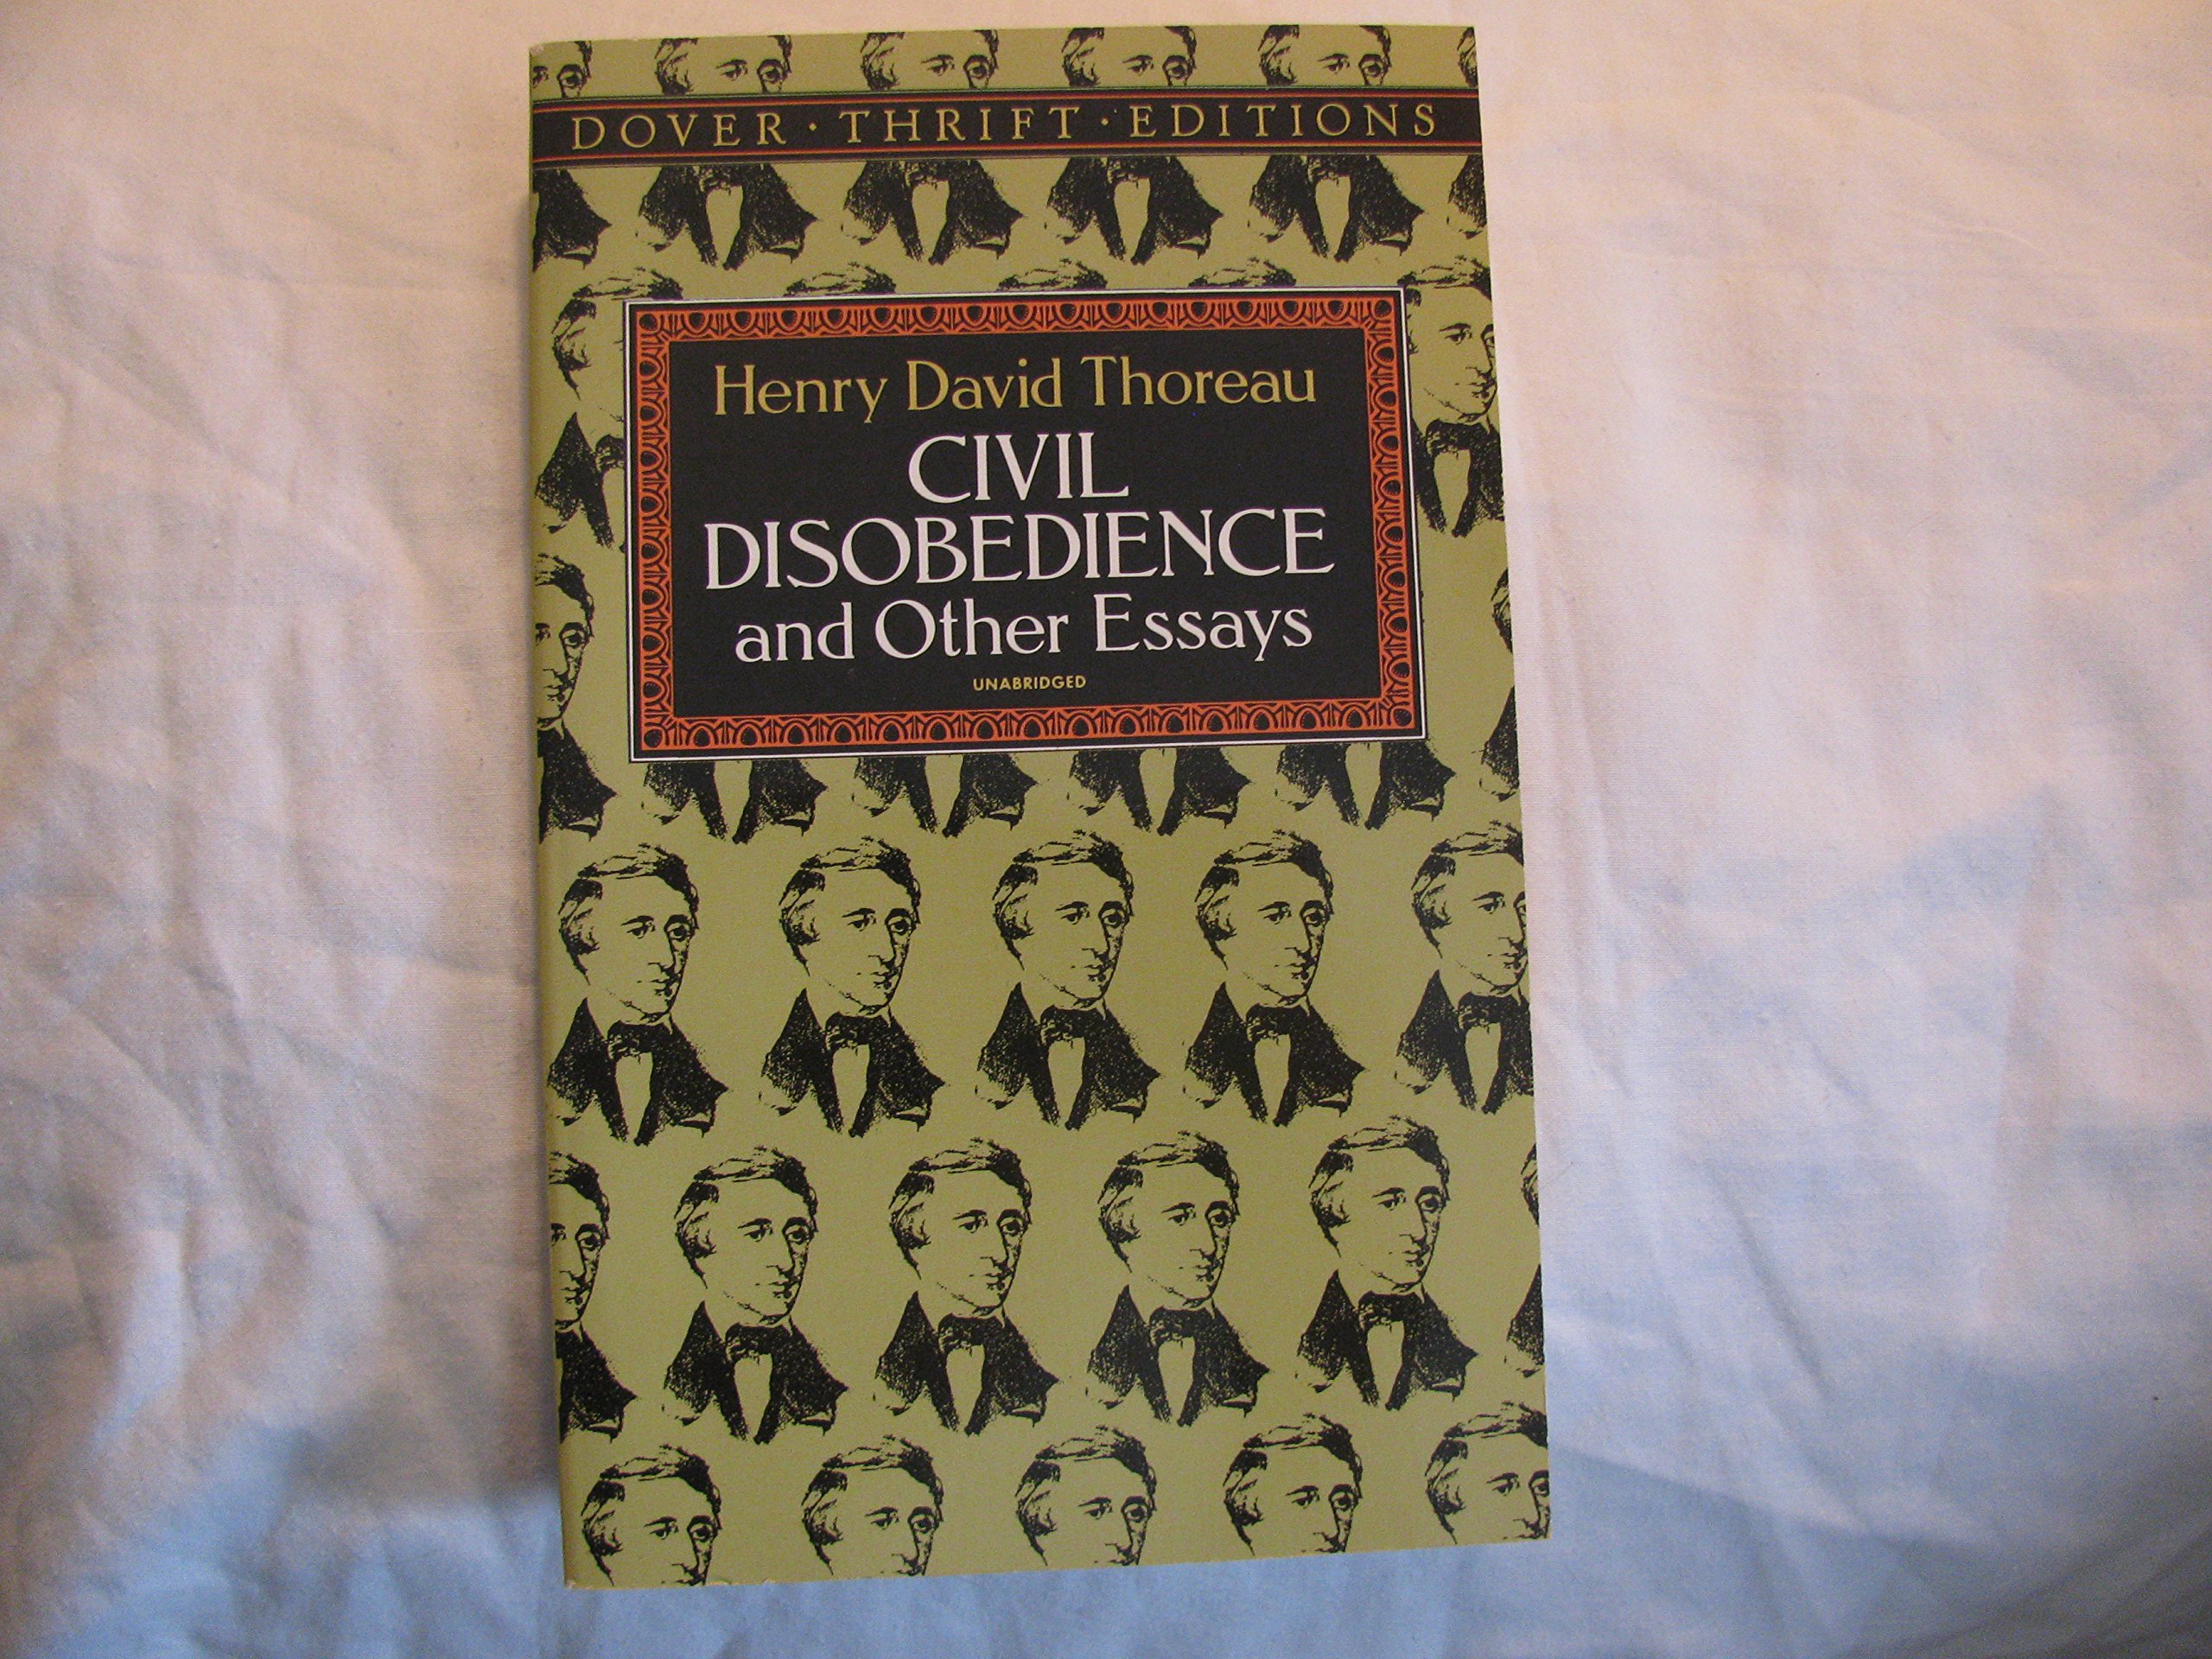 DOVER · THRIFT · EDITIONS
Henry David Thoreau
CIVIL
DISOBEDIENCE
and Other Essays
UNABRIDGED